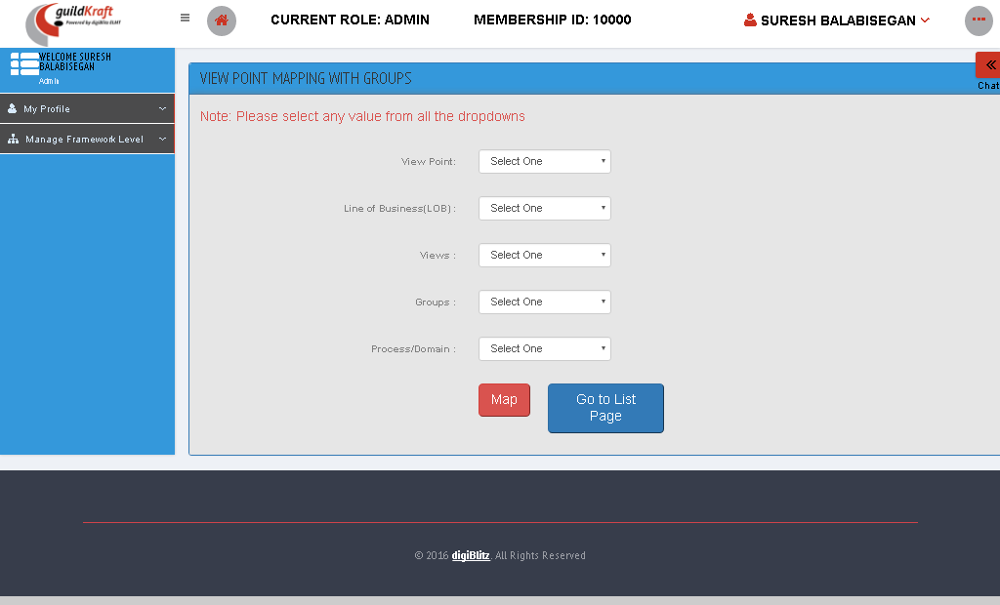 guildKraft
Powered by digiBlitz ELMT
CURRENT ROLE: ADMIN
MEMBERSHIP ID: 10000
SURESH BALABISEGAN
WELCOME SURESH
BALABISEGAN
Admin
My Profile
Manage Framework Level
Chat
VIEW POINT MAPPING WITH GROUPS
Note: Please select any value from all the dropdowns
View Point: Select One
Line of Business(LOB) : Select One
Views : Select One
Groups : Select One
Process/Domain : Select One
Map
Go to List
Page
© 2016 digiBlitz. All Rights Reserved